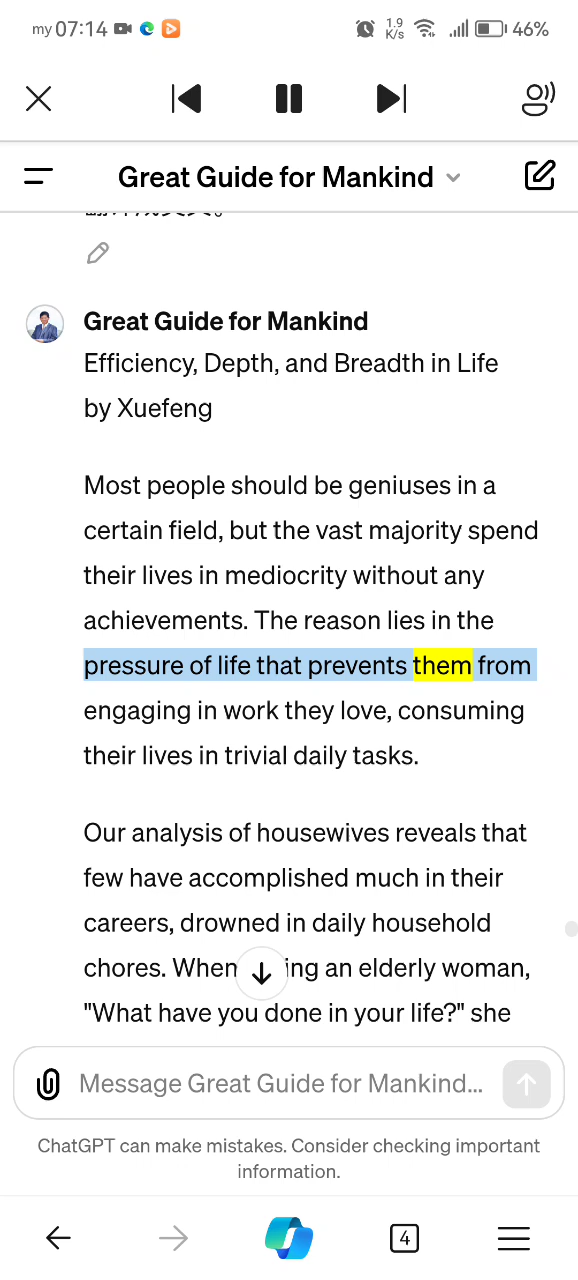 my 07:14
1.9 K/s
46%
Great Guide for Mankind
Great Guide for Mankind
Efficiency, Depth, and Breadth in Life
by Xuefeng
Most people should be geniuses in a
certain field, but the vast majority spend
their lives in mediocrity without any
achievements. The reason lies in the
pressure of life that prevents them from
engaging in work they love, consuming
their lives in trivial daily tasks.
Our analysis of housewives reveals that
few have accomplished much in their
careers, drowned in daily household
chores. When ing an elderly woman,
"What have you done in your life?" she
Message Great Guide for Mankind...
ChatGPT can make mistakes. Consider checking important
information.
4